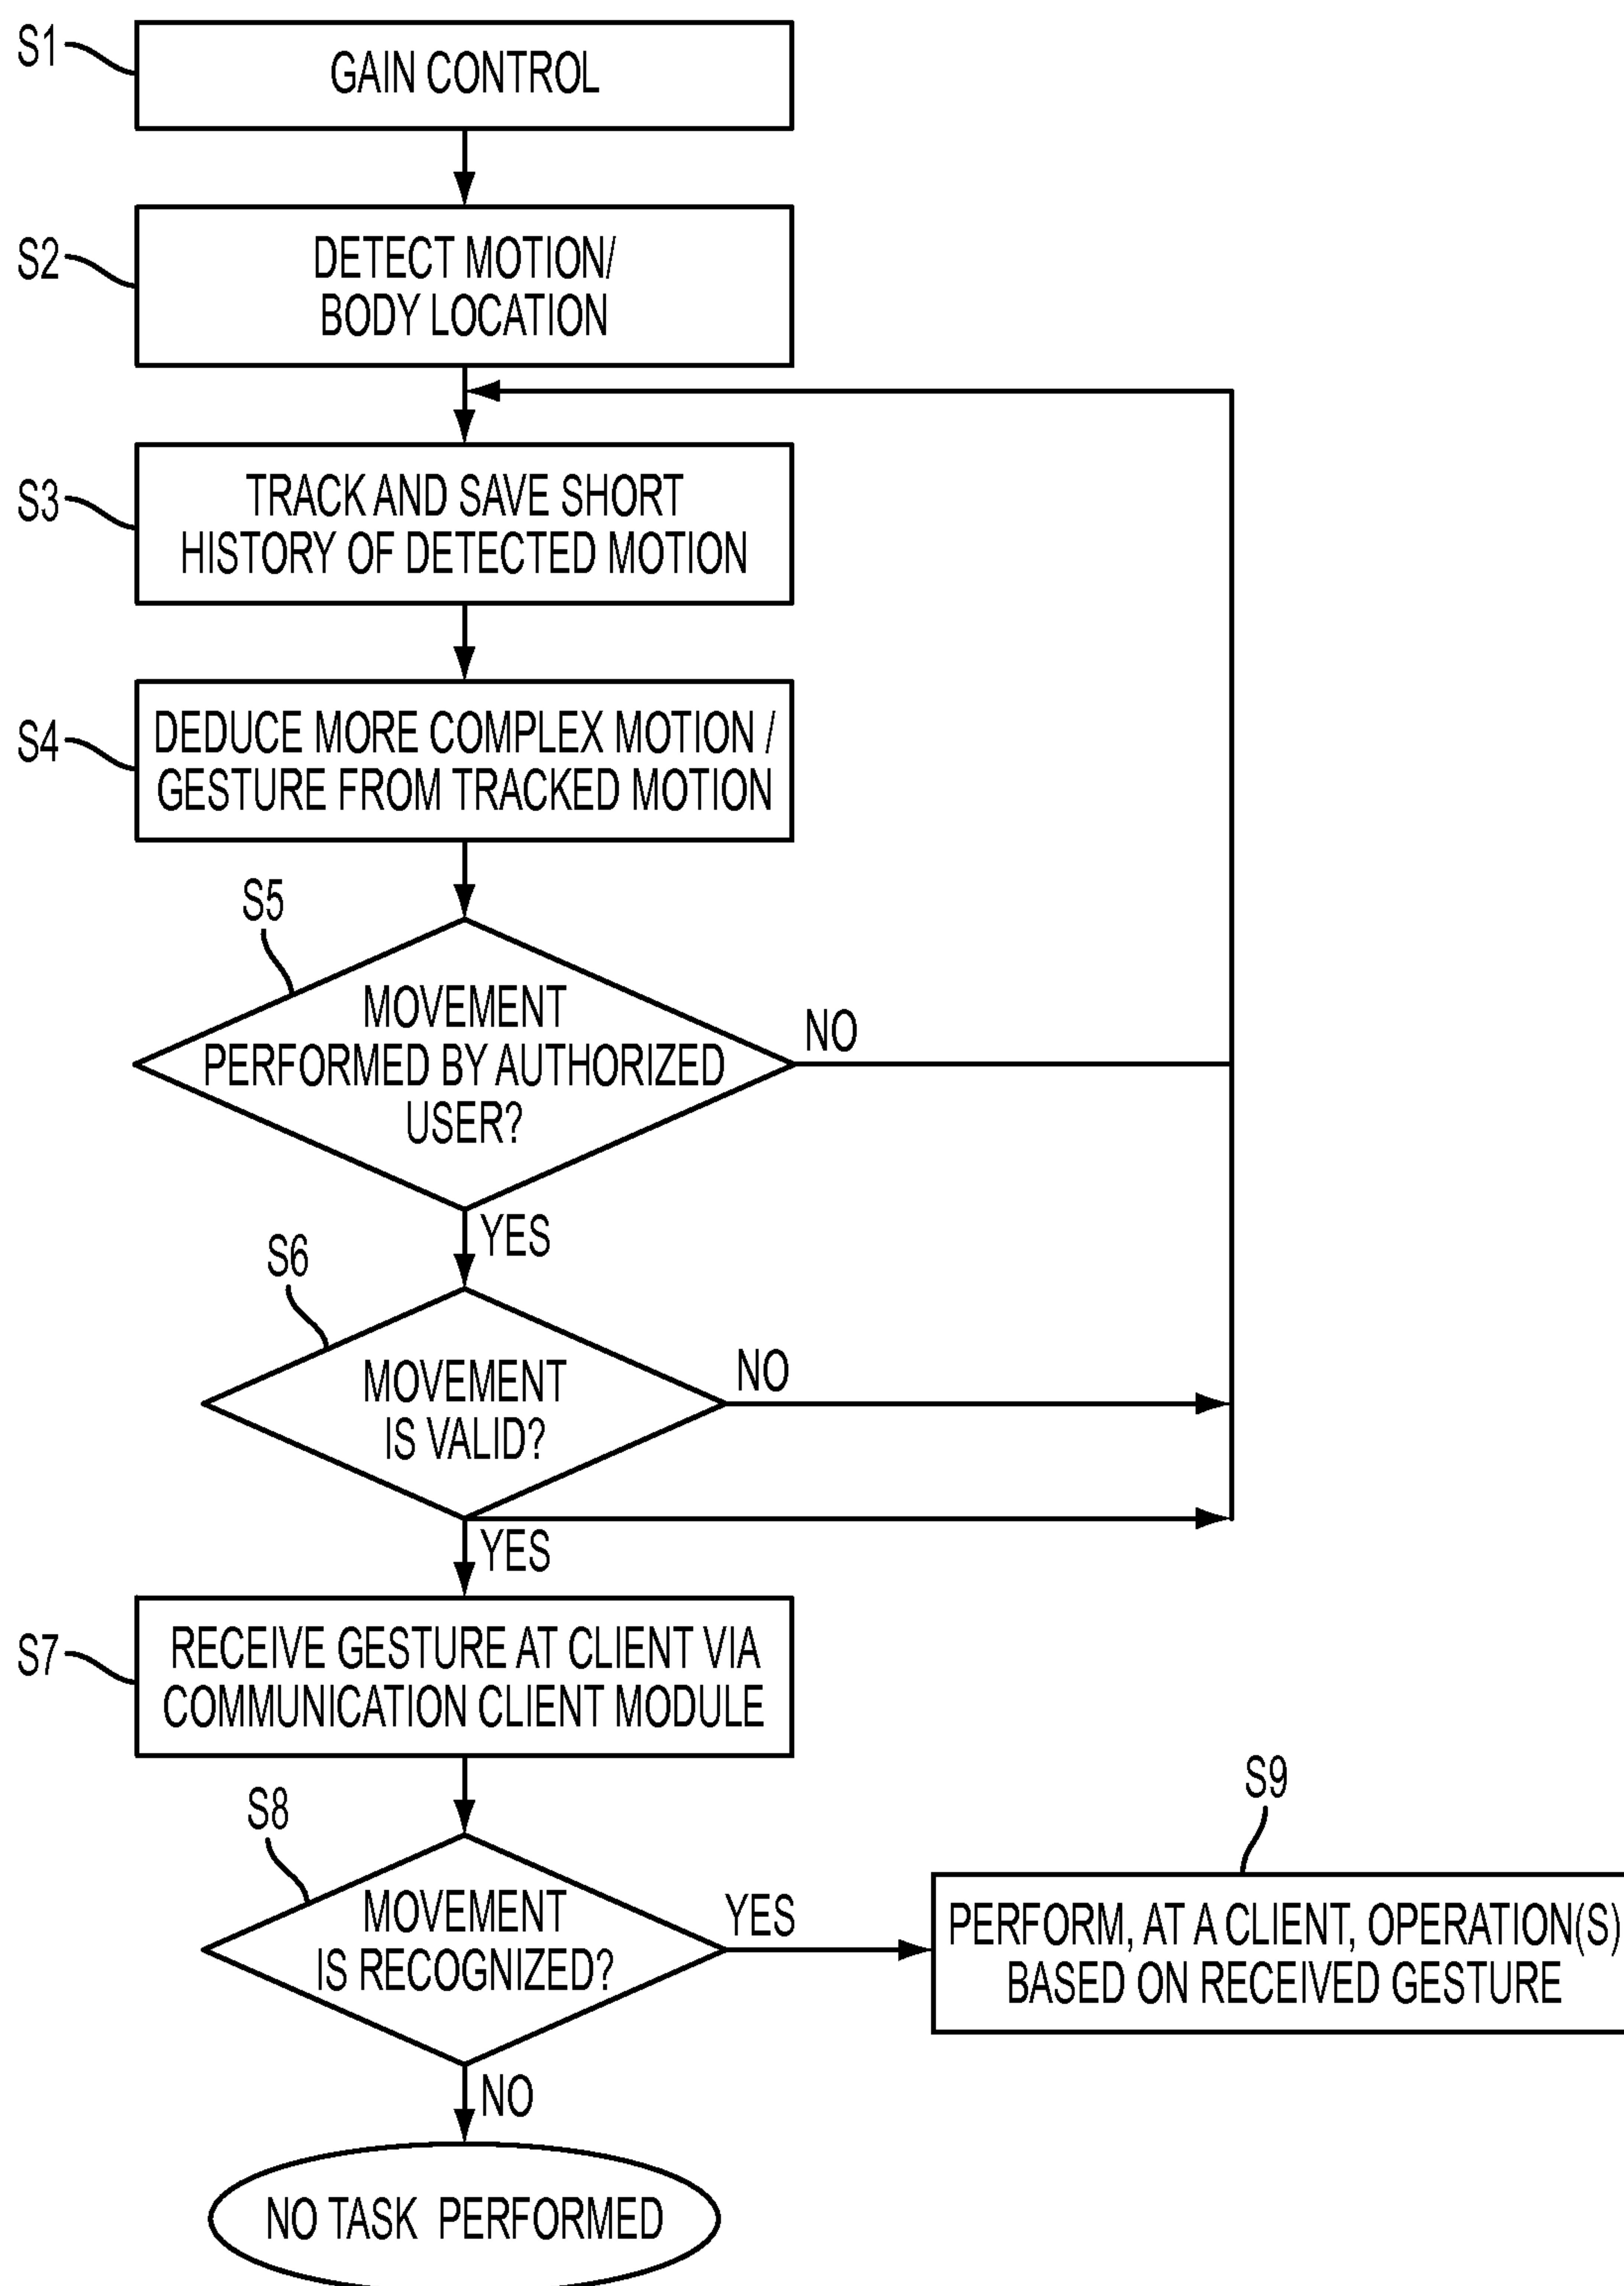 S1
GAIN CONTROL
S2
DETECT MOTION/
BODY LOCATION
S3
TRACK AND SAVE SHORT
HISTORY OF DETECTED MOTION
S4
DEDUCE MORE COMPLEX MOTION /
GESTURE FROM TRACKED MOTION
S5
MOVEMENT
PERFORMED BY AUTHORIZED
USER?
NO
YES
S6
MOVEMENT
IS VALID?
NO
YES
S7
RECEIVE GESTURE AT CLIENT VIA
COMMUNICATION CLIENT MODULE
S8
MOVEMENT
IS RECOGNIZED?
YES
S9
PERFORM, AT A CLIENT, OPERATION(S)
BASED ON RECEIVED GESTURE
NO
NO TASK PERFORMED